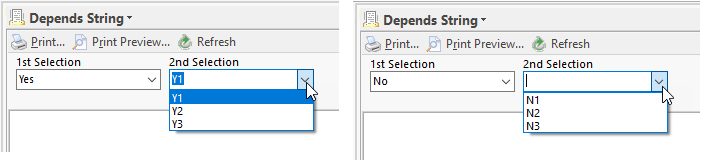 Depends String
Print... Print Preview... Refresh
1st Selection 2nd Selection
Yes Y1
Y1
Y2
Y3
Depends String
Print... Print Preview... Refresh
1st Selection 2nd Selection
No
N1
N2
N3